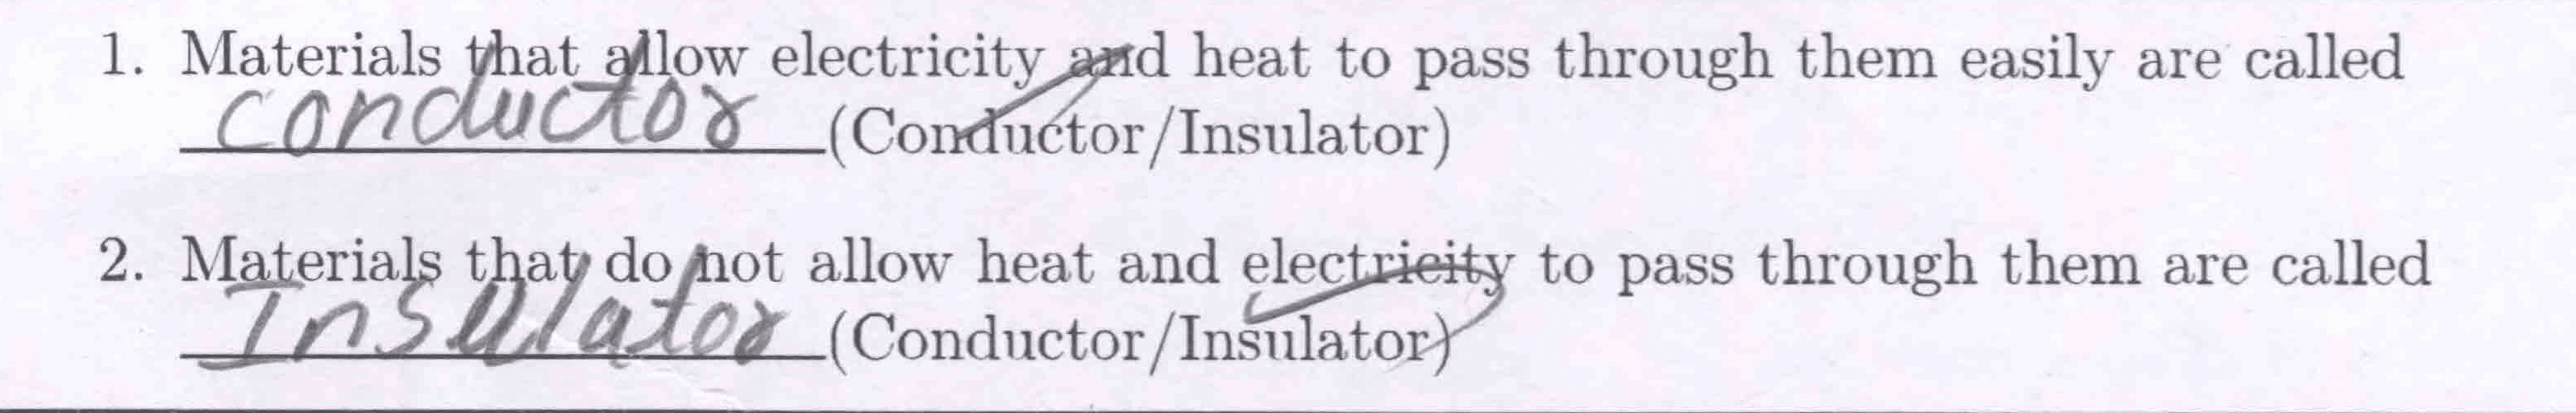 1. Materials that allow electricity and heat to pass through them easily are called
conductor (Conductor/Insulator)
2. Materials that do not allow heat and electricity to pass through them are called
Insulator (Conductor/Insulator)